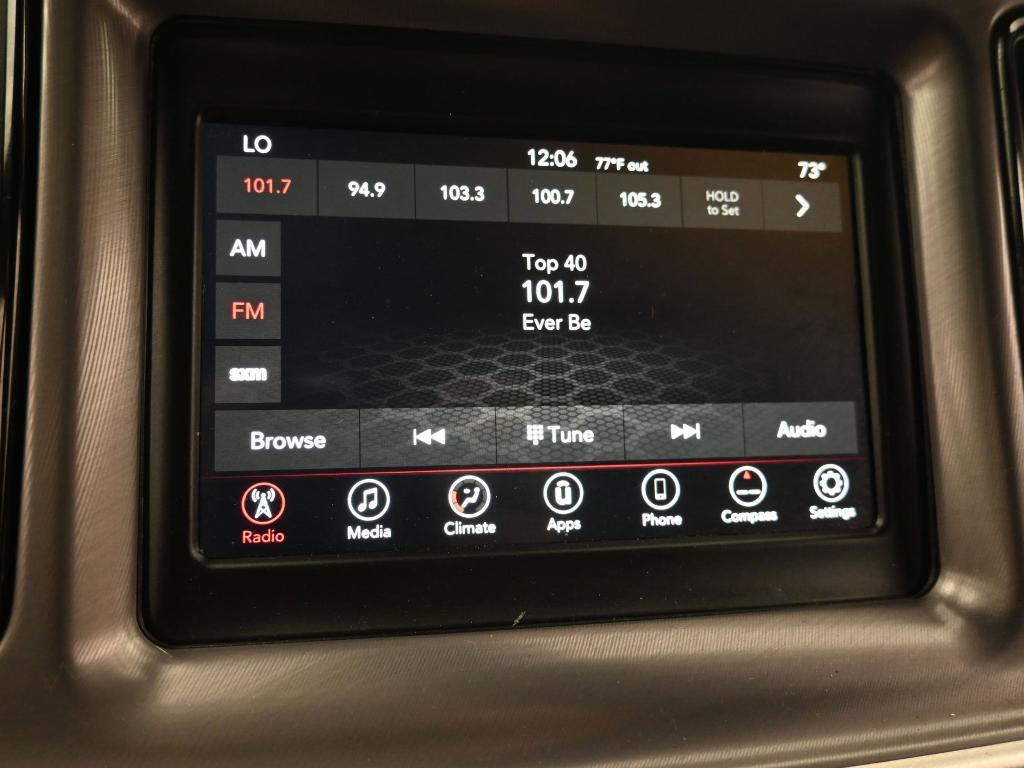 LO 12:06 77°F out 73°
101.7 94.9 103.3 100.7 105.3 HOLD to Set
AM
FM
sxm
Top 40
101.7
Ever Be
Browse Tune Audio
Radio Media Climate Apps Phone Compass Settings